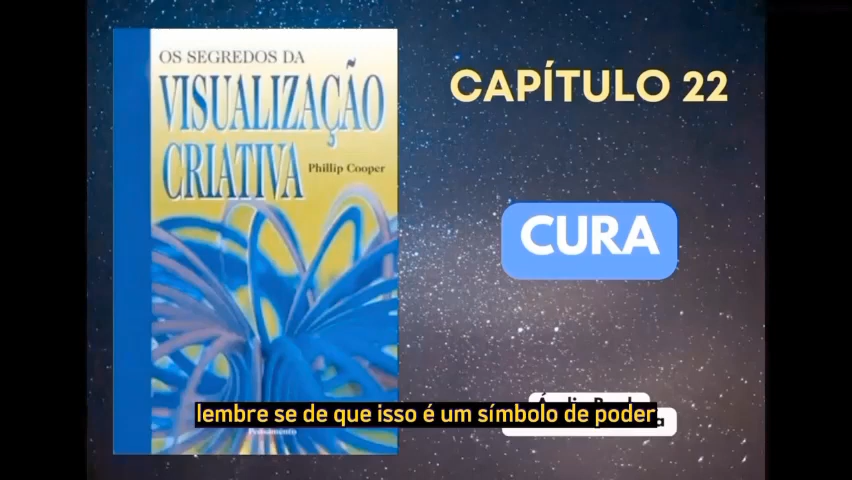 OS SEGREDOS DA
VISUALIZAÇÃO
CRIATIVA
Phillip Cooper
Pensamento
CAPÍTULO 22
CURA
lembre se de que isso é um símbolo de poder